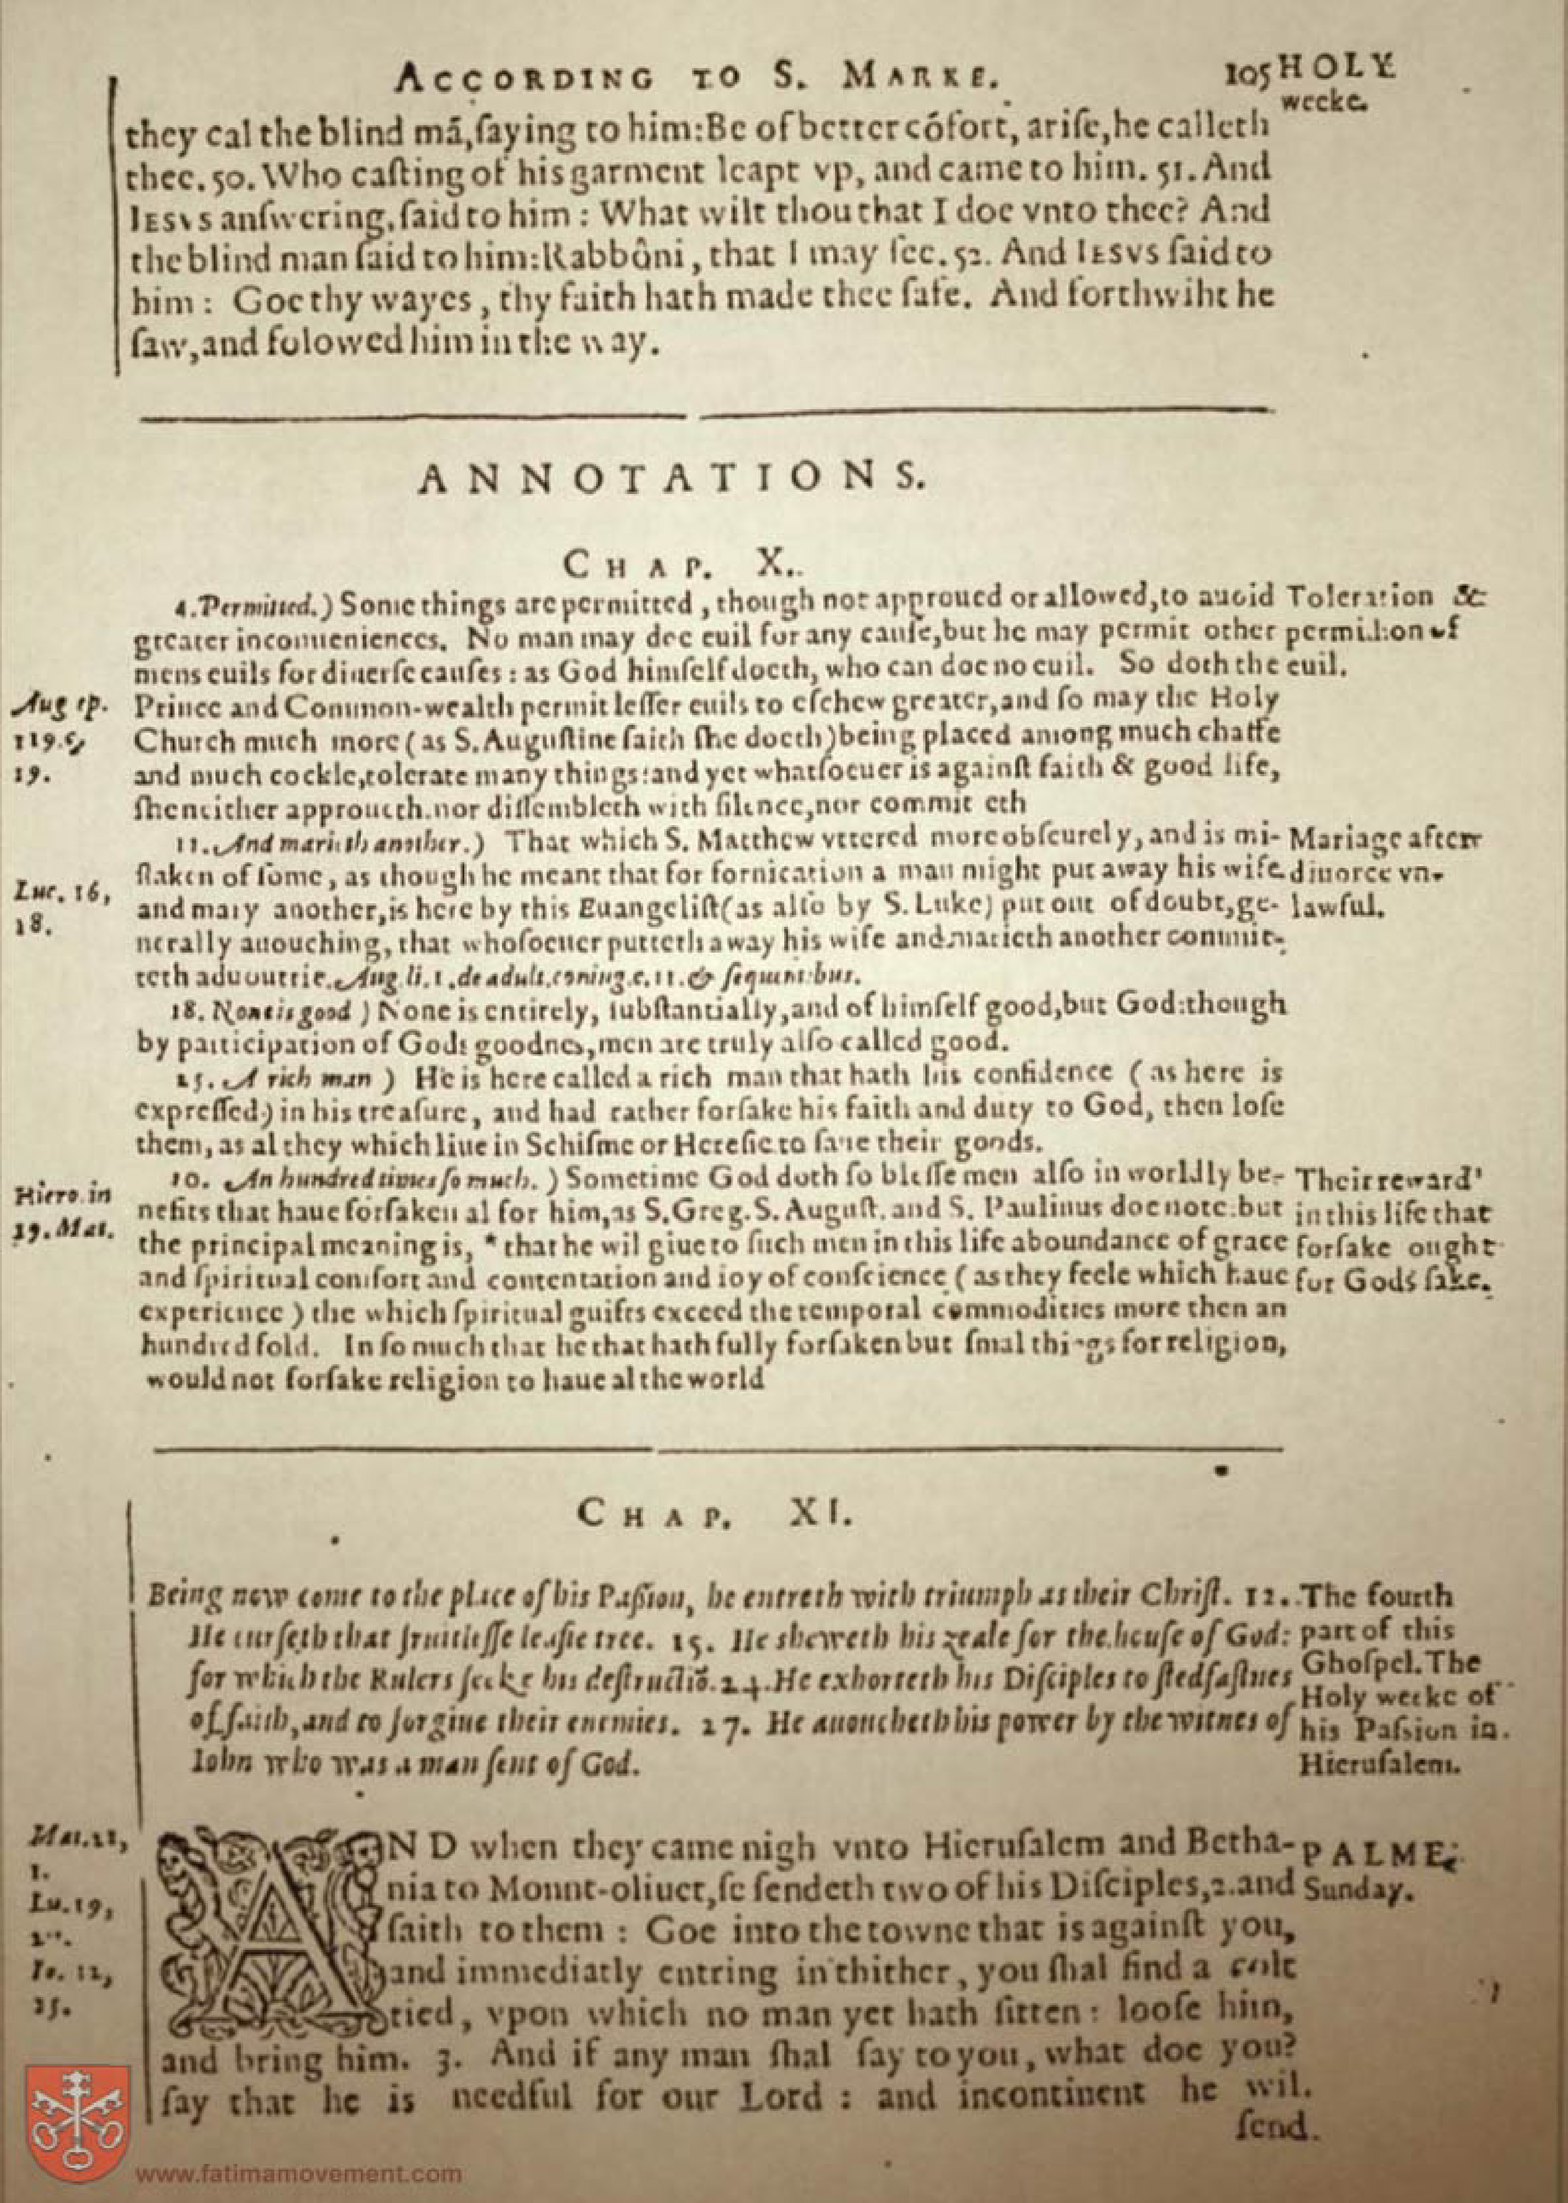 ACCORDING TO S. MARKE. 105 HOLY
weeke.
they cal the blind mã,ſaying to him:Be of better cõfort, ariſe,he calleth
thee. 50. Who caſting of his garment leapt vp, and came to him. 51. And
IESVS anſwering, ſaid to him : What wilt thou that I doe vnto thee? And
the blind man ſaid to him:Rabbôni, that I may ſee. 52. And IESVS ſaid to
him : Goe thy wayes, thy faith hath made thee ſafe. And forthwiht he
ſaw,and folowed him in the way.
ANNOTATIONS.
CHAP. X.
4. Permitted.) Some things are permitted, though not approued or allowed,to auoid
greater inconueniences. No man may doe euil for any cauſe,but he may permit other
mens euils for diuerſe cauſes : as God himſelf doeth, who can doe no euil. So doth the
Prince and Common-wealth permit leſſer euils to eſchew greater,and ſo may the Holy
Church much more (as S. Auguſtine ſaith ſhe doeth) being placed among much chaffe
and much cockle,tolerate many things:and yet whatſoeuer is againſt faith & good life,
ſhe neither approueth.nor diſſembleth with ſilence,nor commit eth
Toleration &
permiſſion of
euil.
Aug ep.
119. c,
19.
11. And marieth another.) That which S. Matthew vttered more obſcurely, and is mi-
ſtaken of ſome, as though he meant that for fornication a man might put away his wife
and mary another,is here by this Euangeliſt (as alſo by S. Luke) put out of doubt,ge-
nerally auouching, that whoſoeuer putteth away his wife and marieth another commit-
teth aduoutrie. Aug li. 1. de adult. coniug. c. 11. & ſequentibus.
Mariage after
diuorce vn-
lawful.
Luc. 16,
18.
18. None is good ) None is entirely, ſubſtantially,and of himſelf good,but God:though
by participation of Gods goodnes,men are truly alſo called good.
25. A rich man ) He is here called a rich man that hath his confidence ( as here is
expreſſed) in his treaſure, and had rather forſake his faith and duty to God, then loſe
them, as al they which liue in Schiſme or Hereſie to ſaue their goods.
10. An hundred times ſo much. ) Sometime God doth ſo bleſſe men alſo in worldly be-
nefits that haue forſaken al for him,as S. Greg. S. Auguſt. and S. Paulinus doe note:but
the principal meaning is, * that he wil giue to ſuch men in this life aboundance of grace
and ſpiritual comfort and contentation and ioy of conſcience ( as they feele which haue
experience ) the which ſpiritual guifts exceed the temporal commodities more then an
hundred fold. In ſo much that he that hath fully forſaken but ſmal things for religion,
would not forſake religion to haue al the world
Their reward
in this life that
forſake ought
for Gods ſake.
Hiero. in
19. Mat.
CHAP. XI.
Being now come to the place of his Paſsion, he entreth with triumph as their Chriſt. 12.
He curſeth that fruitleſſe leafie tree. 15. He sheweth his zeale for the houſe of God:
for which the Rulers ſeeke his deſtructiõ. 24. He exhorteth his Diſciples to ſtedfaſtnes
of faith,and to forgiue their enemies. 27. He auoucheth his power by the witnes of
Iohn who was a man ſent of God.
The fourth
part of this
Ghoſpel. The
Holy weeke of
his Paſsion in
Hieruſalem.
AND when they came nigh vnto Hieruſalem and Betha-
nia to Mount-oliuet,ſe ſendeth two of his Diſciples,2.and
ſaith to them : Goe into the towne that is againſt you,
and immediatly entring in thither, you ſhal find a colt
tied, vpon which no man yet hath ſitten : looſe him,
and bring him. 3. And if any man ſhal ſay to you, what doe you?
ſay that he is needful for our Lord : and incontinent he wil.
ſend.
PALME
Sunday.
Mat.21,
1.
Lu.19,
Io. 12,
15.
www.fatimamovement.com